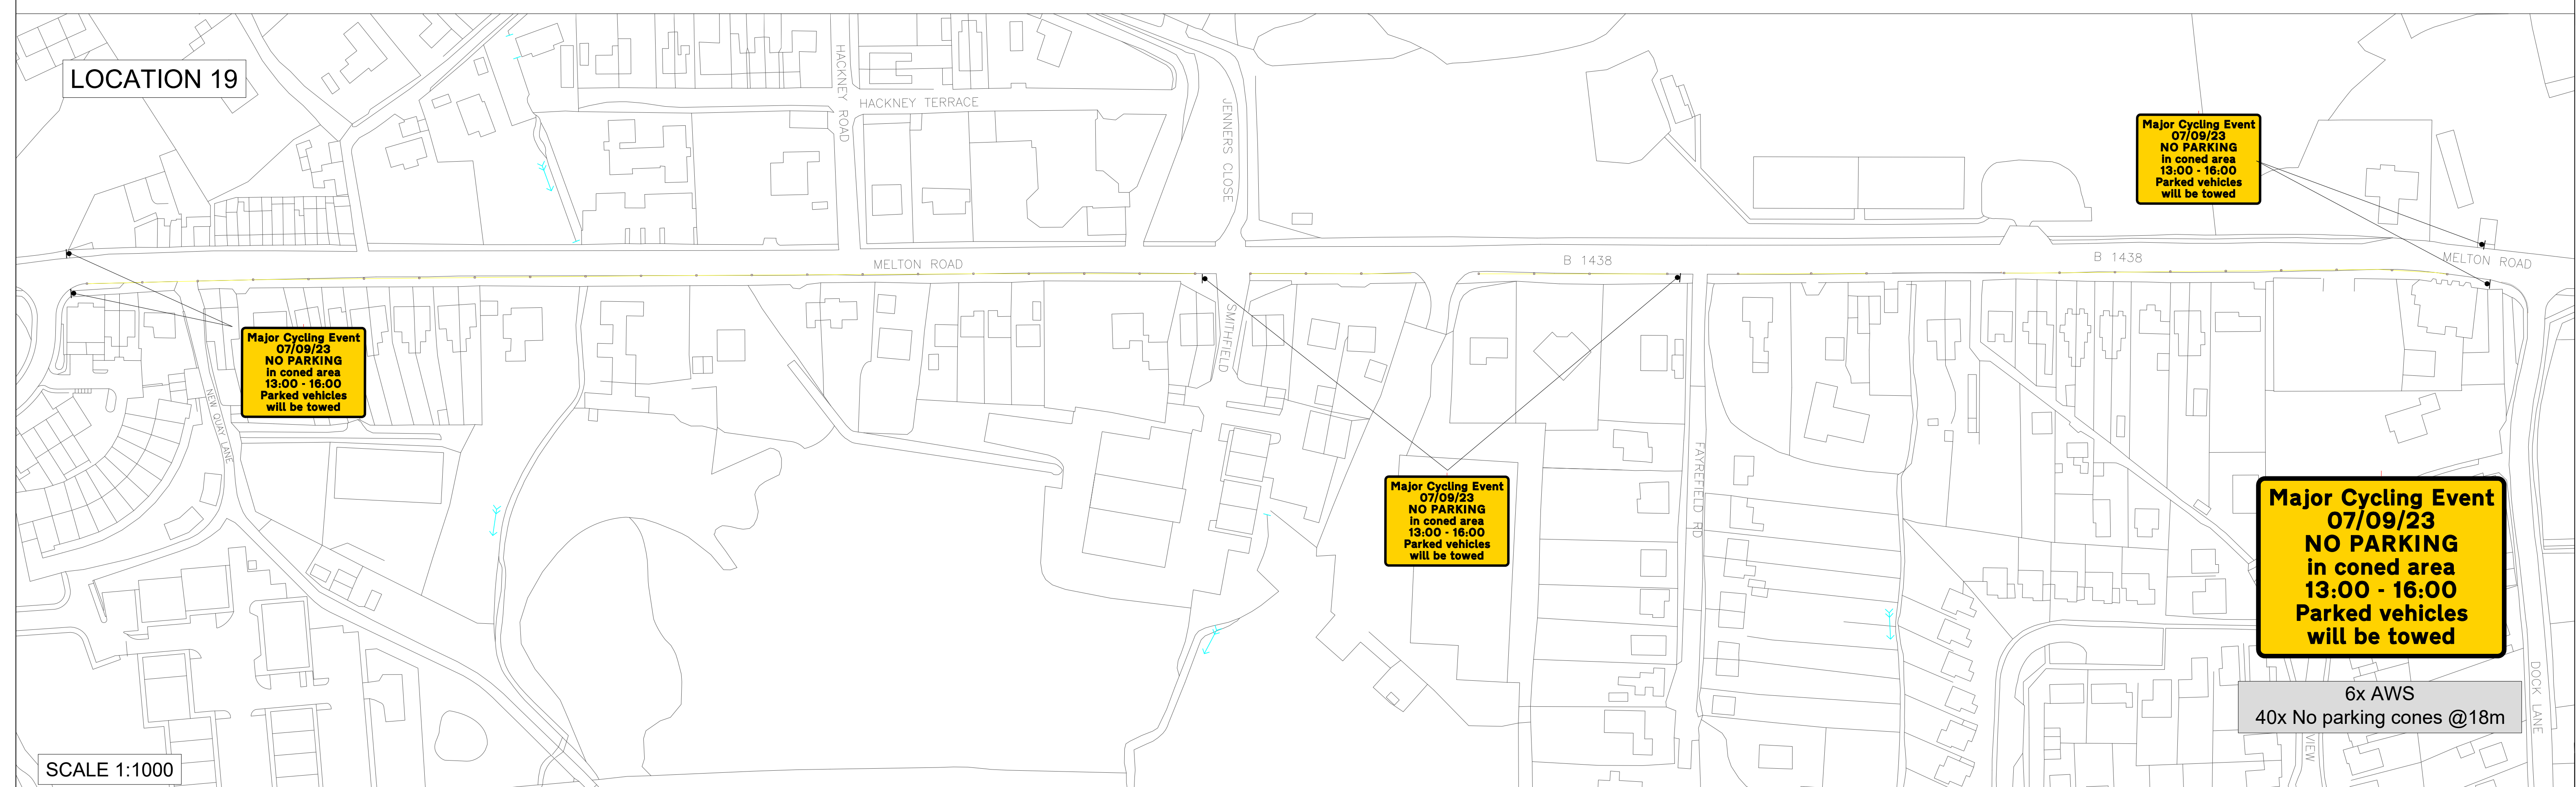 LOCATION 19
HACKNEY ROAD
HACKNEY TERRACE
JENNERS CLOSE
Major Cycling Event
07/09/23
NO PARKING
in coned area
13:00 - 16:00
Parked vehicles
will be towed
MELTON ROAD
B 1438
B 1438
MELTON ROAD
SMITHFIELD
Major Cycling Event
07/09/23
NO PARKING
in coned area
13:00 - 16:00
Parked vehicles
will be towed
NEW QUAY LANE
FAYREFIELD RD
Major Cycling Event
07/09/23
NO PARKING
in coned area
13:00 - 16:00
Parked vehicles
will be towed
Major Cycling Event
07/09/23
NO PARKING
in coned area
13:00 - 16:00
Parked vehicles
will be towed
6x AWS
40x No parking cones @18m
DOCK LANE
VIEW
SCALE 1:1000